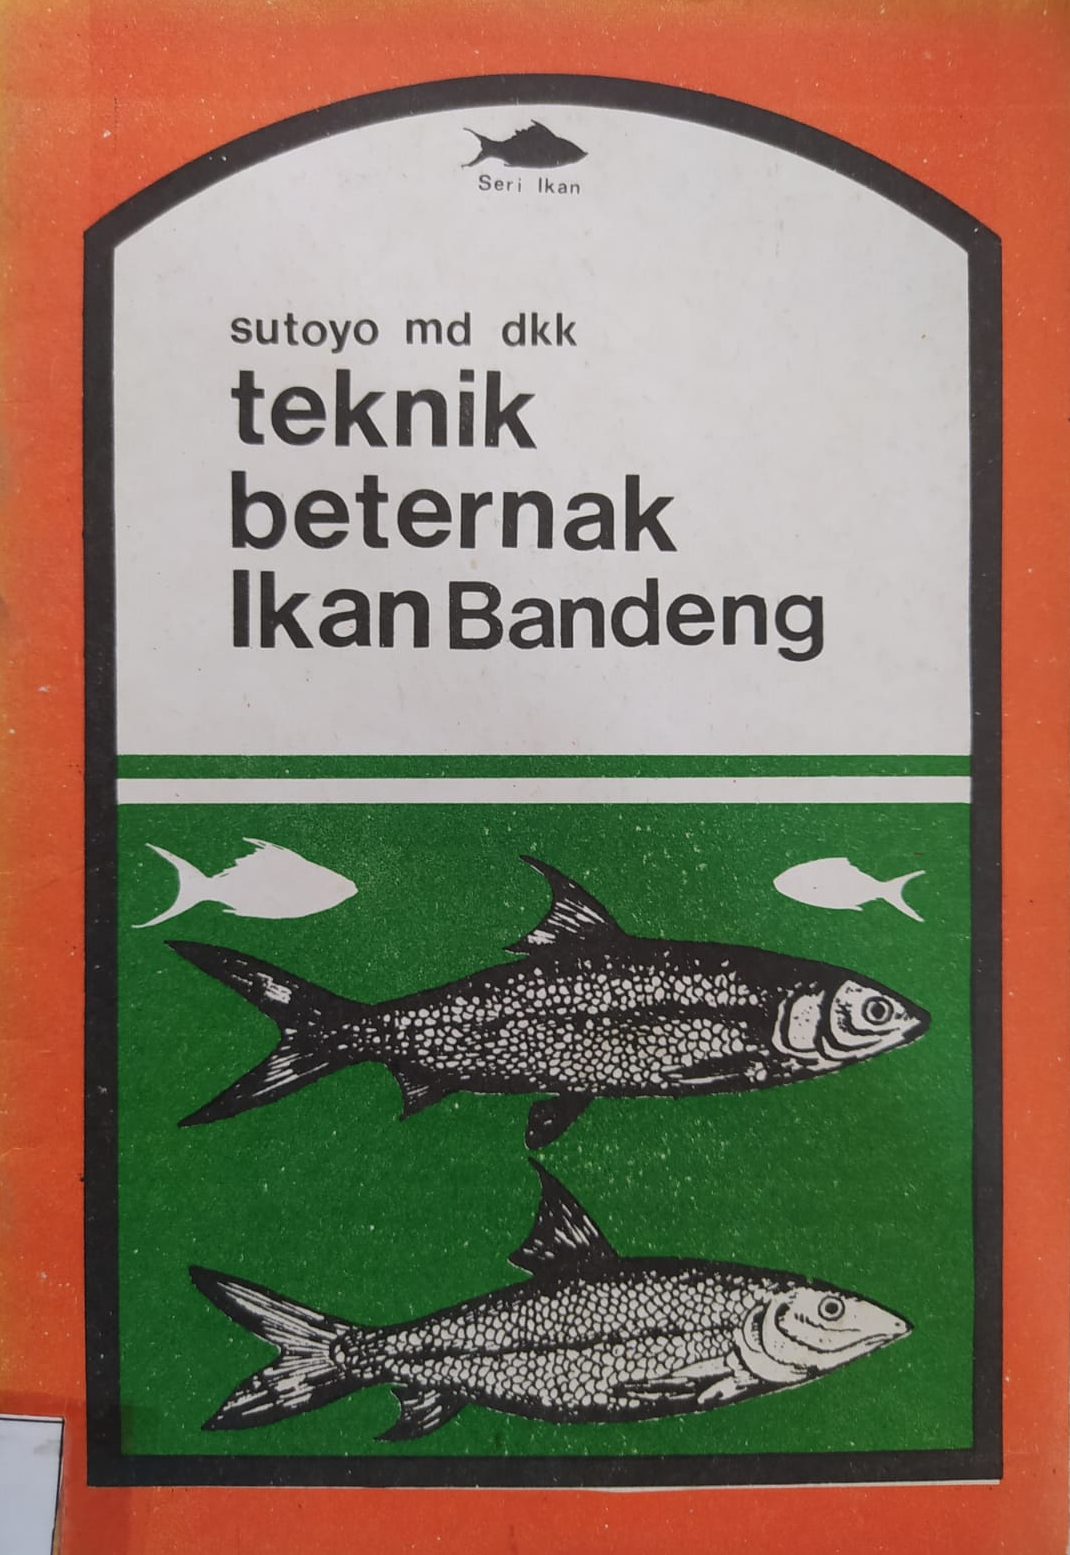 Seri Ikan
sutoyo md dkk
teknik
beternak
Ikan Bandeng